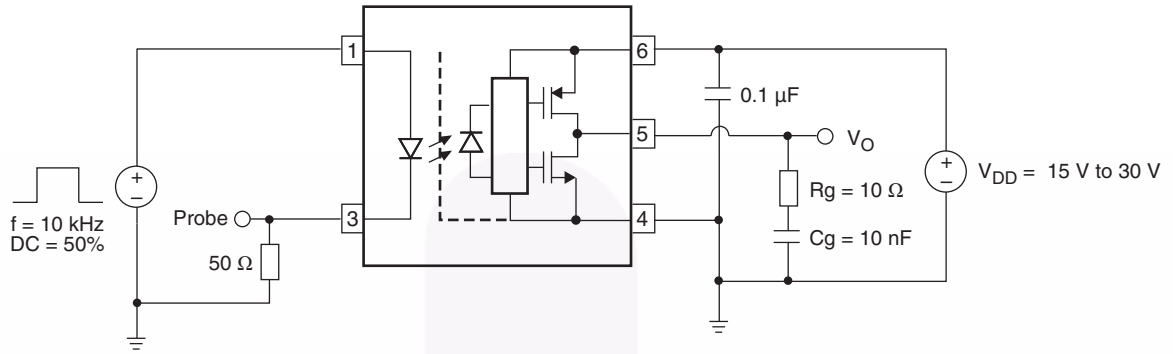 1
6
0.1 μF
5
V_O
+
−
+
−
V_DD = 15 V to 30 V
Rg = 10 Ω
f = 10 kHz
DC = 50%
Probe
3
4
50 Ω
Cg = 10 nF